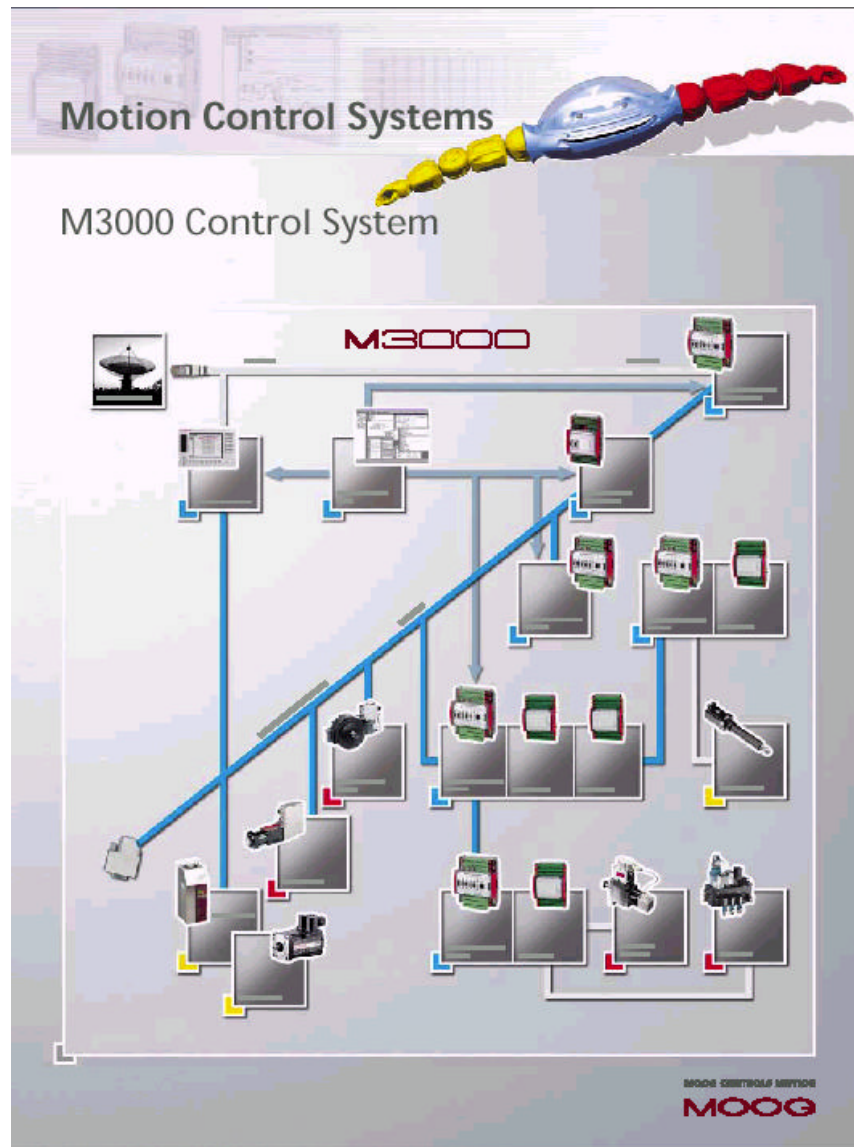 Motion Control Systems
M3000 Control System
M3000
MOOG CONTROLS MOTION
MOOG